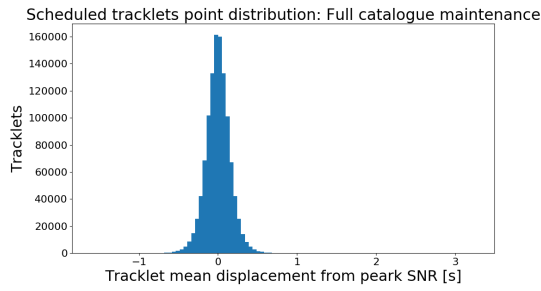 Scheduled tracklets point distribution: Full catalogue maintenance
160000
140000
120000
100000
80000
60000
40000
20000
0
Tracklets
−1 0 1 2 3
Tracklet mean displacement from peark SNR [s]